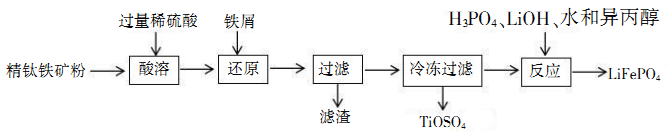 过量稀硫酸 铁屑 H₃PO₄、LiOH、水和异丙醇
精钛铁矿粉 酸溶 还原 过滤 冷冻过滤 反应 LiFePO₄
滤渣 TiOSO₄